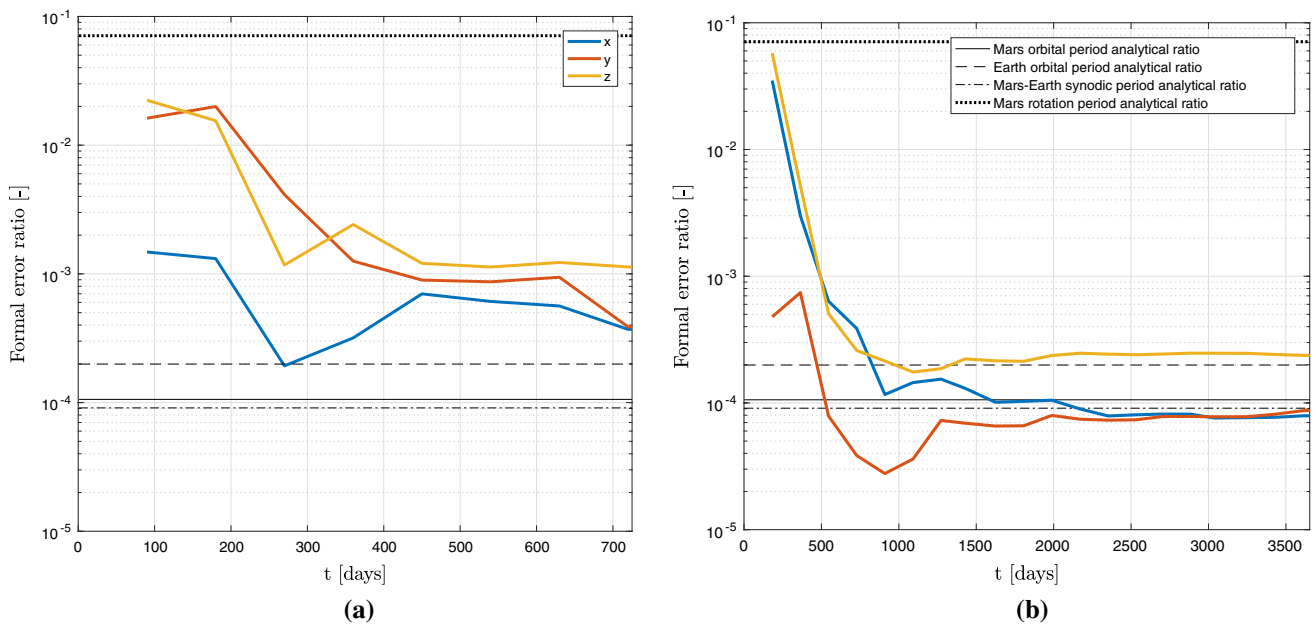 10^-1
10^-2
10^-3
10^-4
10^-5
Formal error ratio [-]
x
y
z
0 100 200 300 400 500 600 700
t [days]
(a)
10^-1
10^-2
10^-3
10^-4
10^-5
Formal error ratio [-]
Mars orbital period analytical ratio
Earth orbital period analytical ratio
Mars-Earth synodic period analytical ratio
Mars rotation period analytical ratio
0 500 1000 1500 2000 2500 3000 3500
t [days]
(b)